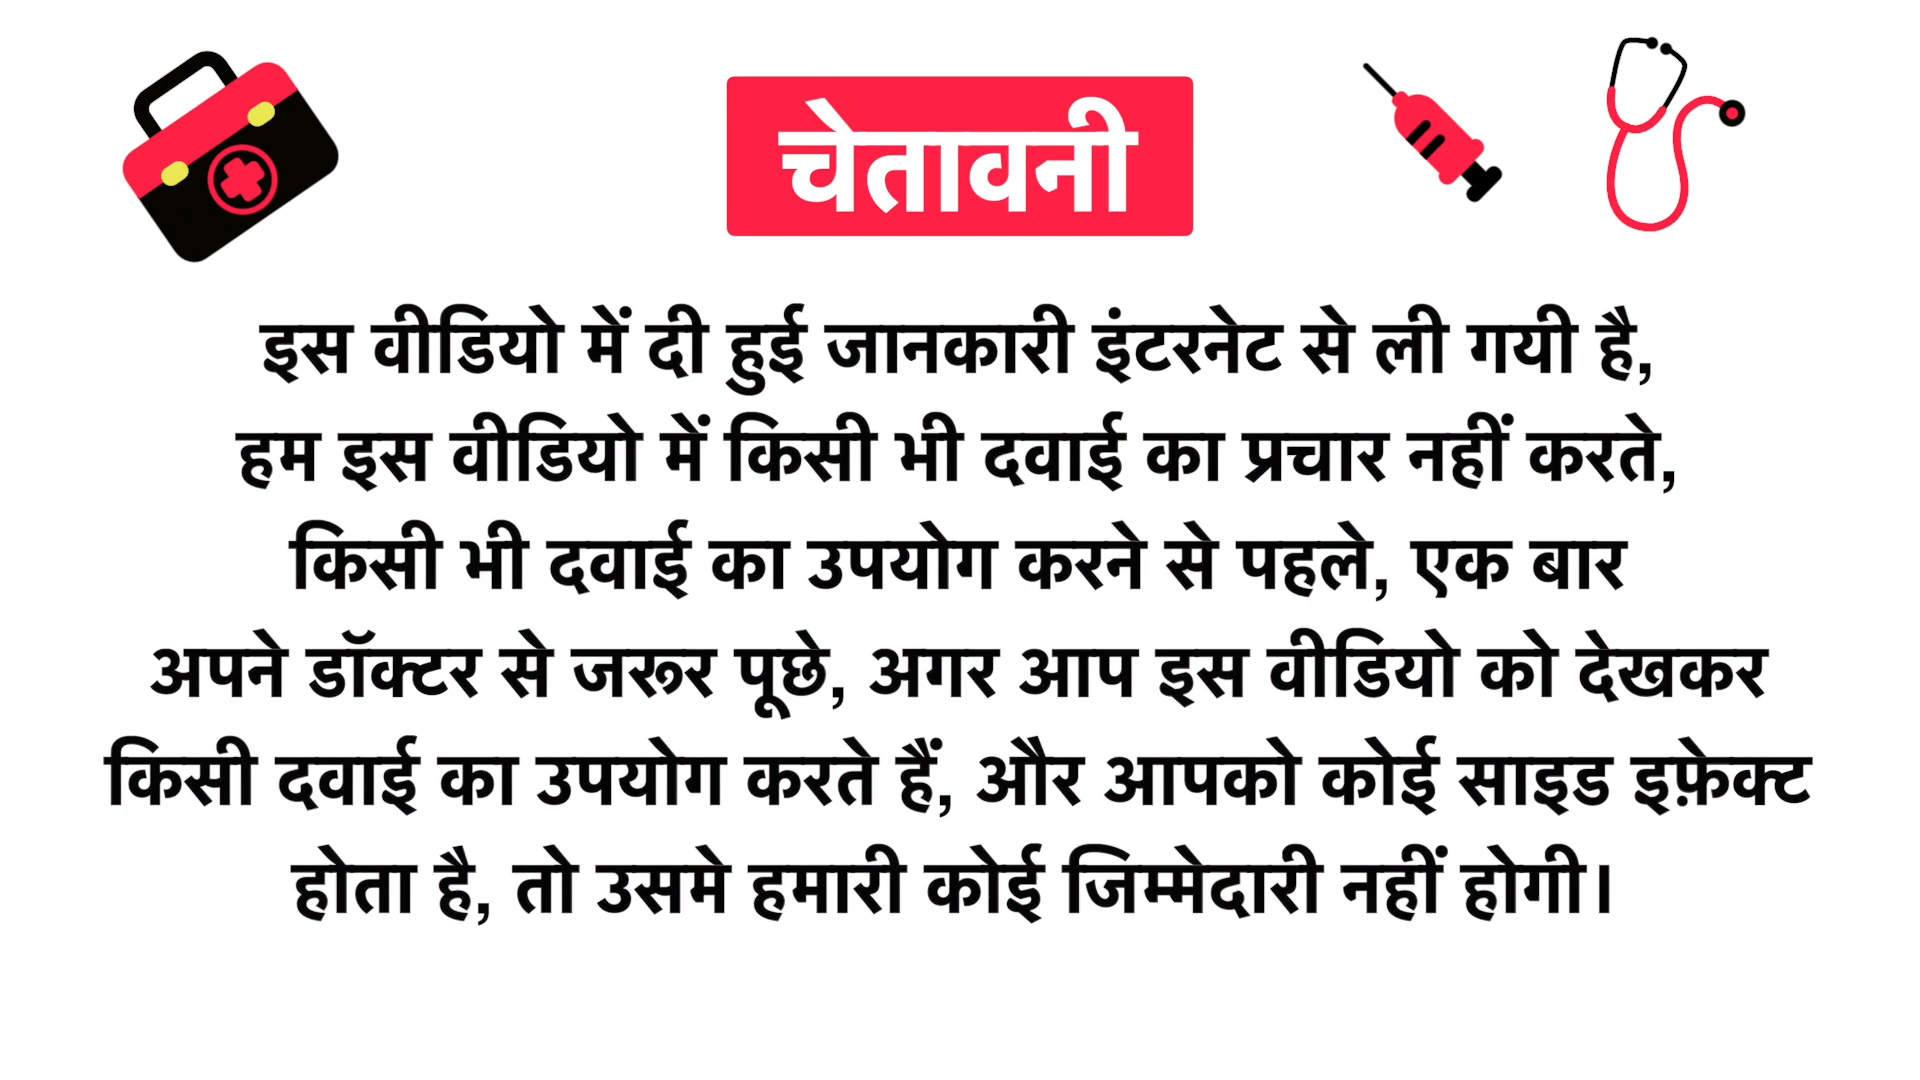 चेतावनी
इस वीडियो में दी हुई जानकारी इंटरनेट से ली गयी है,
हम इस वीडियो में किसी भी दवाई का प्रचार नहीं करते,
किसी भी दवाई का उपयोग करने से पहले, एक बार
अपने डॉक्टर से जरूर पूछे, अगर आप इस वीडियो को देखकर
किसी दवाई का उपयोग करते हैं, और आपको कोई साइड इफ़ेक्ट
होता है, तो उसमे हमारी कोई जिम्मेदारी नहीं होगी।